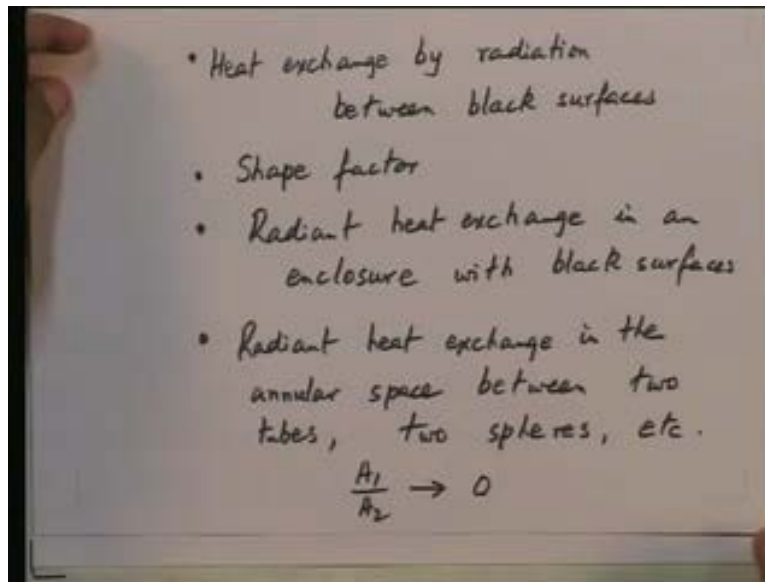 • Heat exchange by radiation
between black surfaces
• Shape factor
• Radiant heat exchange in an
enclosure with black surfaces
• Radiant heat exchange in the
annular space between two
tubes, two spheres, etc.
A₁/A₂ → 0